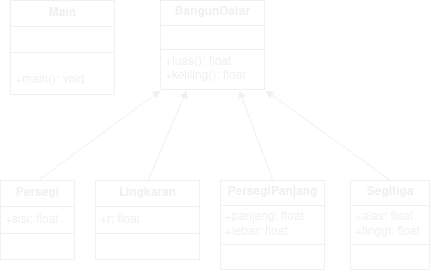 Main
+main(): void
BangunDatar
+luas(): float
+keliling(): float
Persegi
+sisi: float
Lingkaran
+r: float
PersegiPanjang
+panjang: float
+lebar: float
Segitiga
+alas: float
+tinggi: float